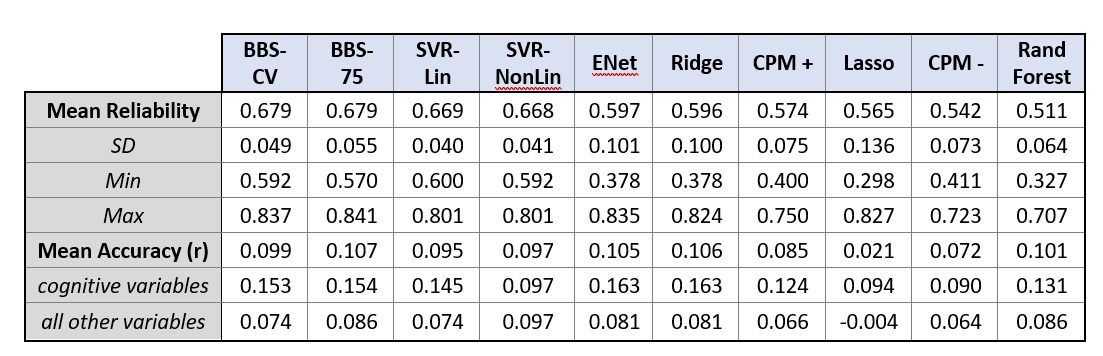 BBS-CV BBS-75 SVR-Lin SVR-NonLin ENet Ridge CPM + Lasso CPM - Rand Forest
Mean Reliability 0.679 0.679 0.669 0.668 0.597 0.596 0.574 0.565 0.542 0.511
SD 0.049 0.055 0.040 0.041 0.101 0.100 0.075 0.136 0.073 0.064
Min 0.592 0.570 0.600 0.592 0.378 0.378 0.400 0.298 0.411 0.327
Max 0.837 0.841 0.801 0.801 0.835 0.824 0.750 0.827 0.723 0.707
Mean Accuracy (r) 0.099 0.107 0.095 0.097 0.105 0.106 0.085 0.021 0.072 0.101
cognitive variables 0.153 0.154 0.145 0.097 0.163 0.163 0.124 0.094 0.090 0.131
all other variables 0.074 0.086 0.074 0.097 0.081 0.081 0.066 -0.004 0.064 0.086